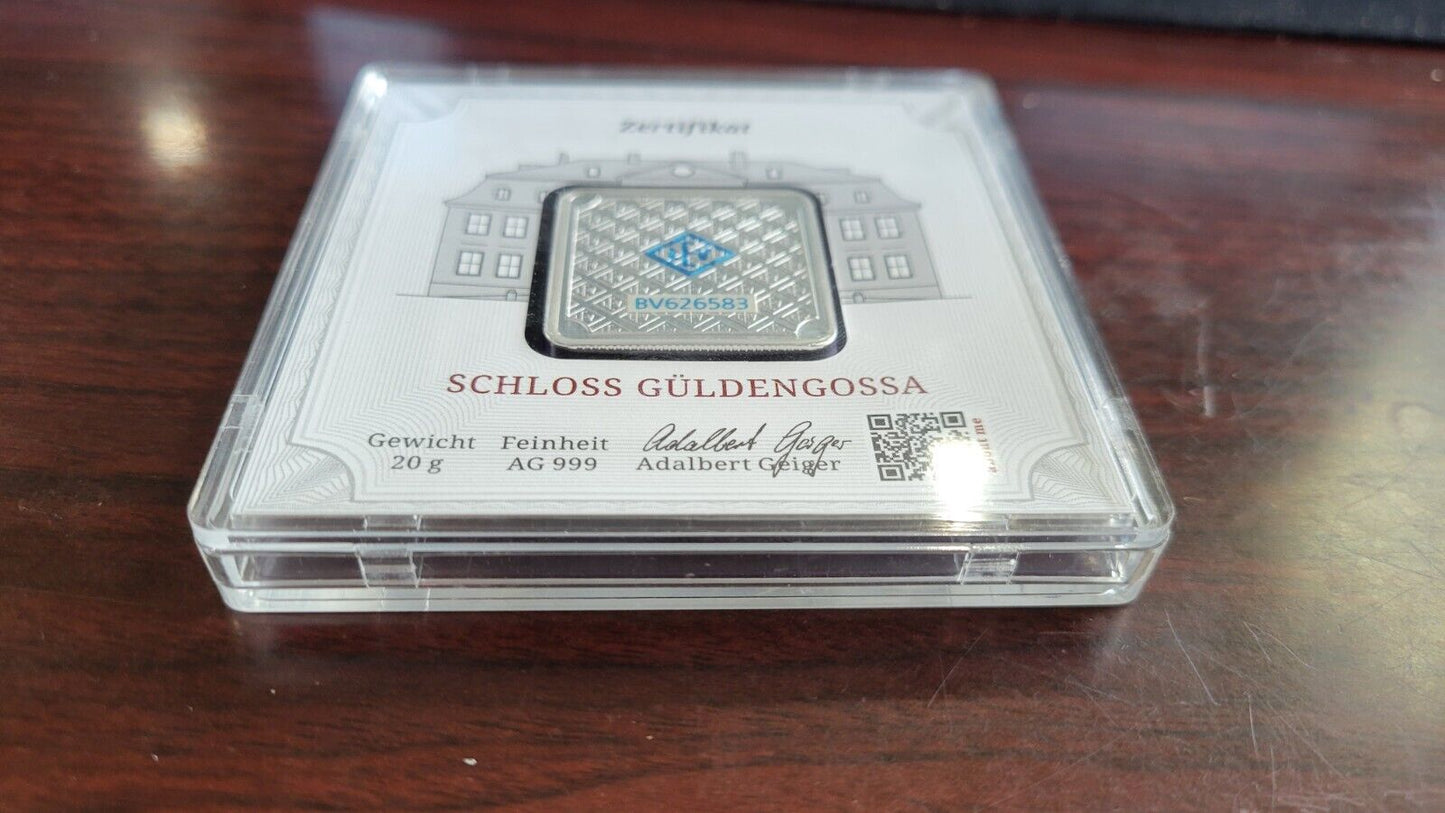 Zertifikat
BV626583
SCHLOSS GÜLDENGOSSA
Gewicht Feinheit Adalbert Geiger
20 g AG 999 Adalbert Geiger